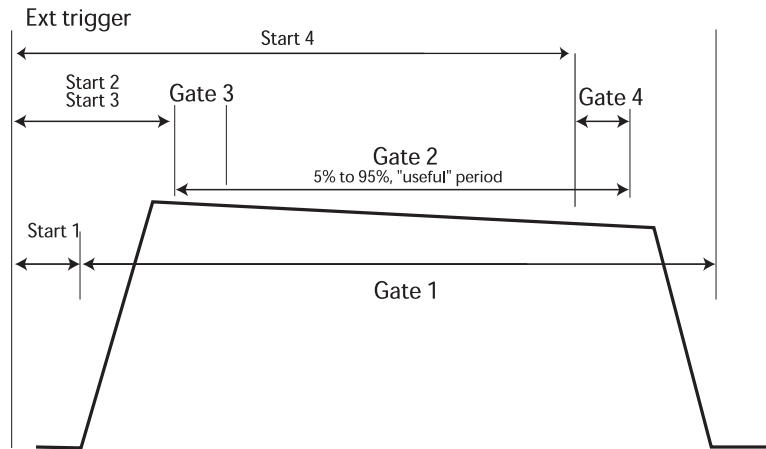 Ext trigger
Start 4
Start 2
Start 3
Gate 3
Gate 4
Gate 2
5% to 95%, "useful" period
Start 1
Gate 1